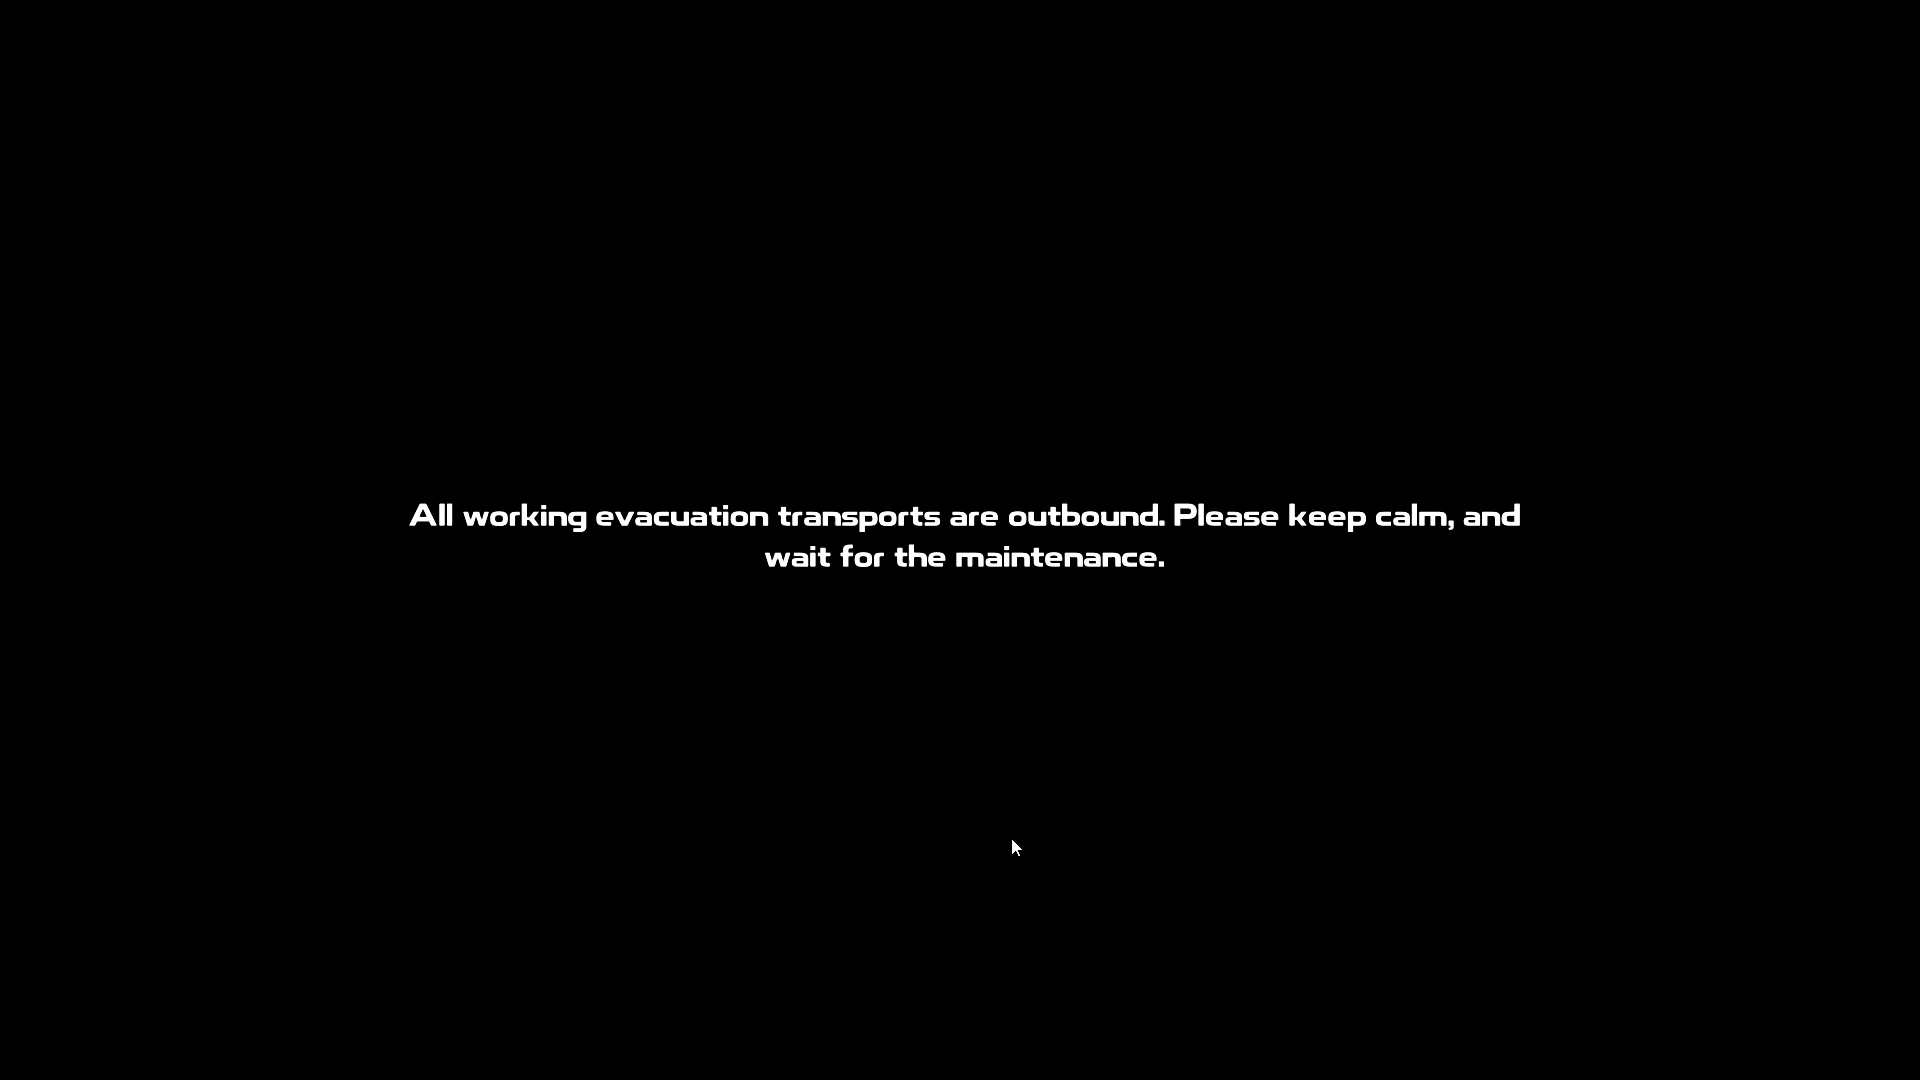 All working evacuation transports are outbound. Please keep calm, and
wait for the maintenance.